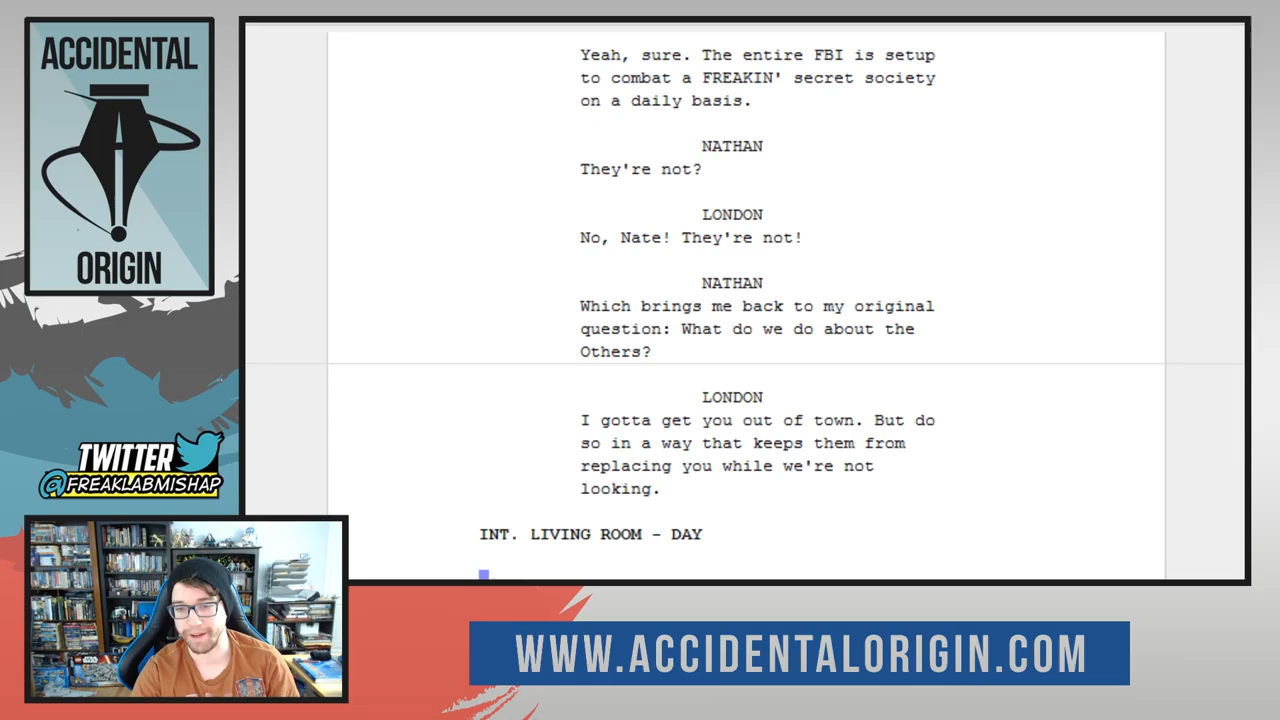 ACCIDENTAL
ORIGIN
Yeah, sure. The entire FBI is setup
to combat a FREAKIN' secret society
on a daily basis.
NATHAN
They're not?
LONDON
No, Nate! They're not!
NATHAN
Which brings me back to my original
question: What do we do about the
Others?
LONDON
I gotta get you out of town. But do
so in a way that keeps them from
replacing you while we're not
looking.
INT. LIVING ROOM - DAY
TWITTER
@FREAKLABMISHAP
WWW.ACCIDENTALORIGIN.COM